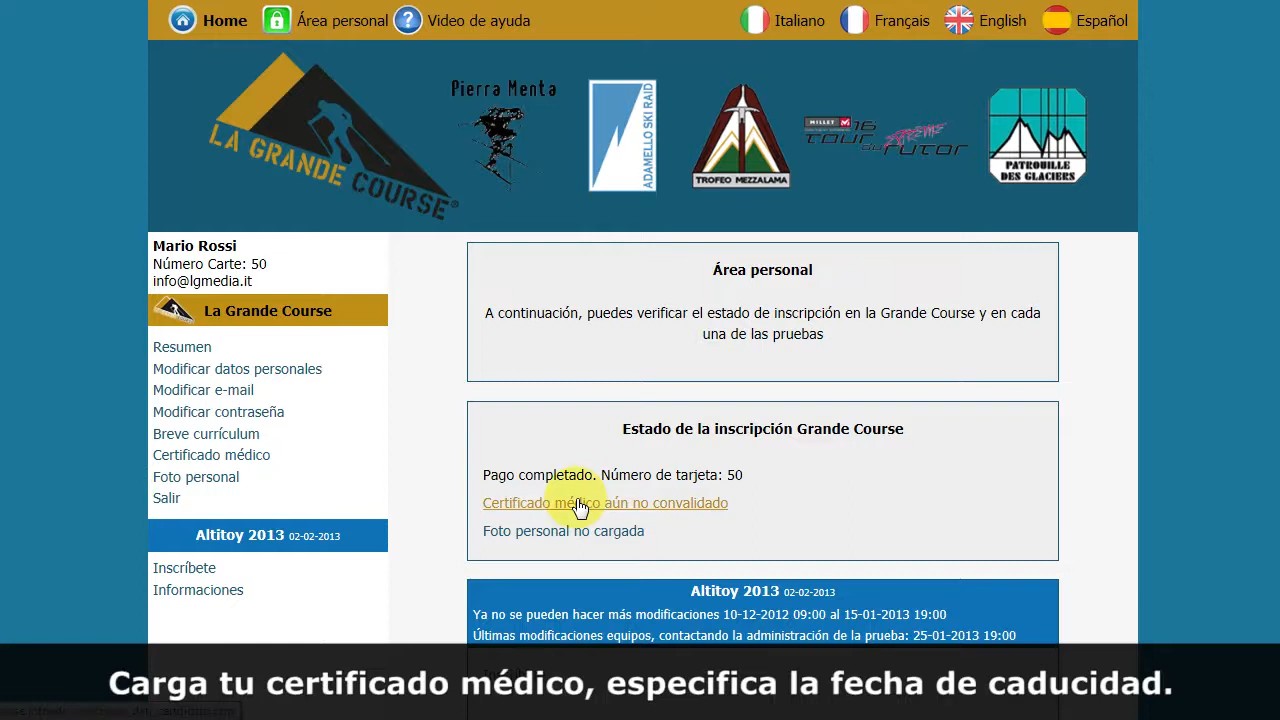 Home Área personal Video de ayuda Italiano Français English Español
LA GRANDE COURSE
Pierra Menta
ADAMELLO SKI RAID
TROFEO MEZZALAMA
MILLET 16
TOUR DU RUTOR EXTREME
PATROUILLE
DES GLACIERS
Mario Rossi
Número Carte: 50
info@lgmedia.it
La Grande Course
Resumen
Modificar datos personales
Modificar e-mail
Modificar contraseña
Breve currículum
Certificado médico
Foto personal
Salir
Altitoy 2013 02-02-2013
Inscríbete
Informaciones
Área personal
A continuación, puedes verificar el estado de inscripción en la Grande Course y en cada
una de las pruebas
Estado de la inscripción Grande Course
Pago completado. Número de tarjeta: 50
Certificado médico aún no convalidado
Foto personal no cargada
Altitoy 2013 02-02-2013
Ya no se pueden hacer más modificaciones 10-12-2012 09:00 al 15-01-2013 19:00
Últimas modificaciones equipos, contactando la administración de la prueba: 25-01-2013 19:00
Carga tu certificado médico, especifica la fecha de caducidad.